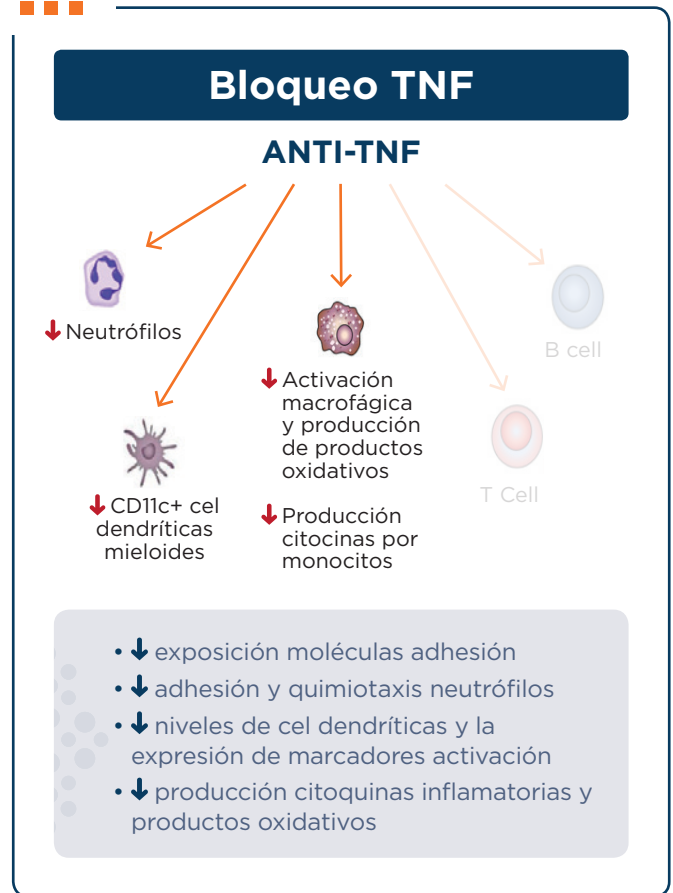 Bloqueo TNF
ANTI-TNF
↓ Neutrófilos
B cell
↓ Activación
macrofágica
y producción
de productos
oxidativos
T Cell
↓ CD11c+ cel
dendríticas
mieloides
↓ Producción
citocinas por
monocitos
• ↓ exposición moléculas adhesión
• ↓ adhesión y quimiotaxis neutrófilos
• ↓ niveles de cel dendríticas y la
expresión de marcadores activación
• ↓ producción citoquinas inflamatorias y
productos oxidativos